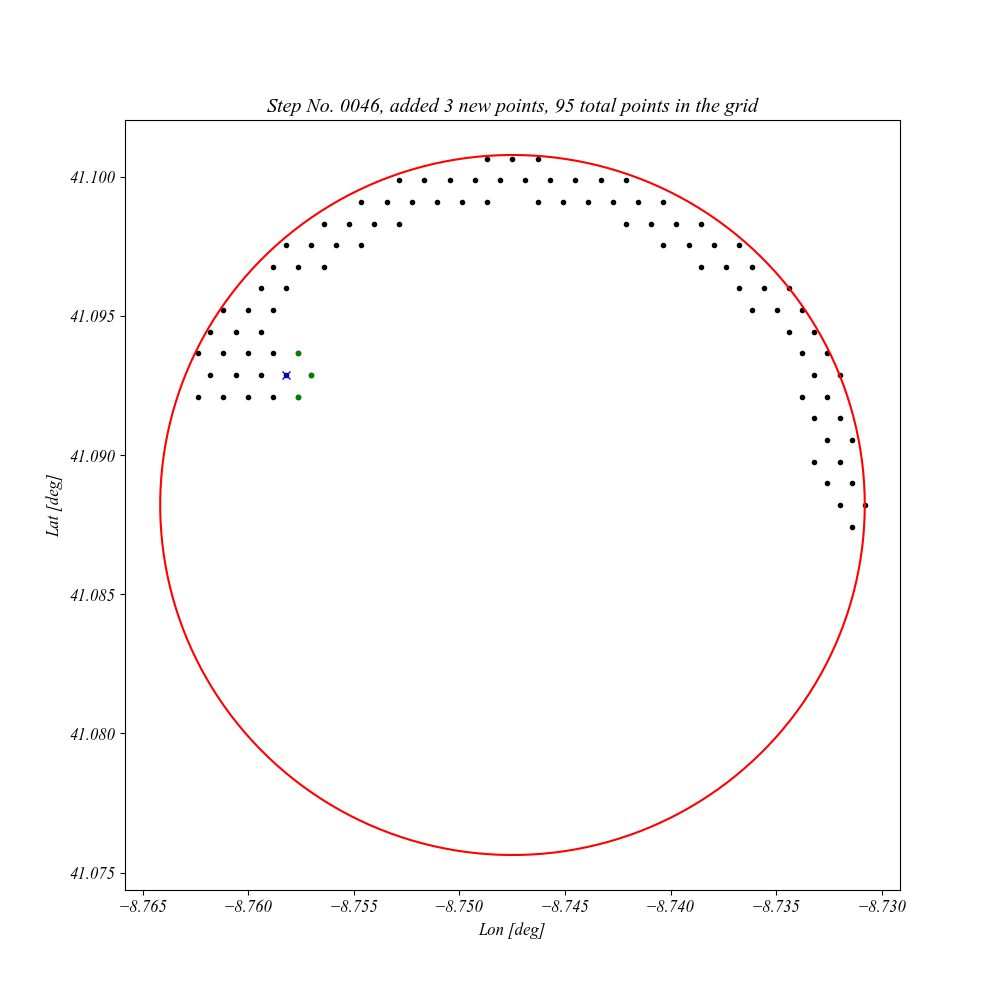 Step No. 0046, added 3 new points, 95 total points in the grid
41.100
41.095
41.090
41.085
41.080
41.075
Lat [deg]
−8.765 −8.760 −8.755 −8.750 −8.745 −8.740 −8.735 −8.730
Lon [deg]